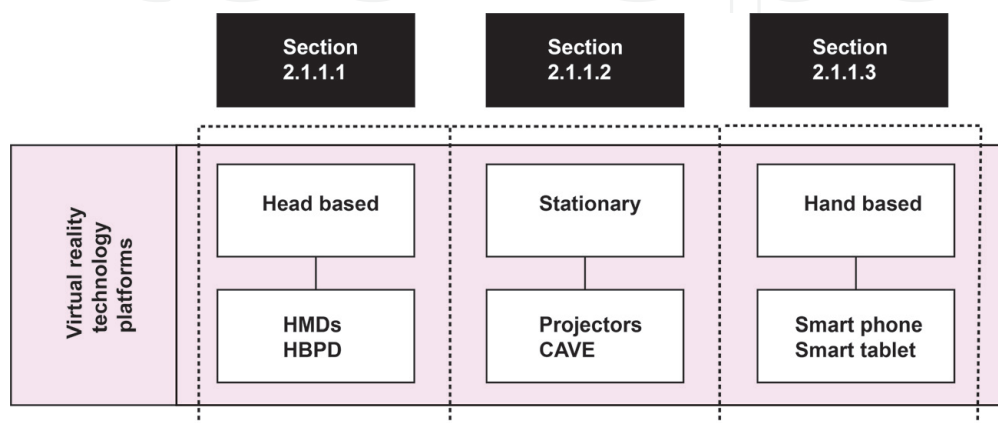 Section
2.1.1.1
Section
2.1.1.2
Section
2.1.1.3
Virtual reality
technology
platforms
Head based
Stationary
Hand based
HMDs
HBPD
Projectors
CAVE
Smart phone
Smart tablet